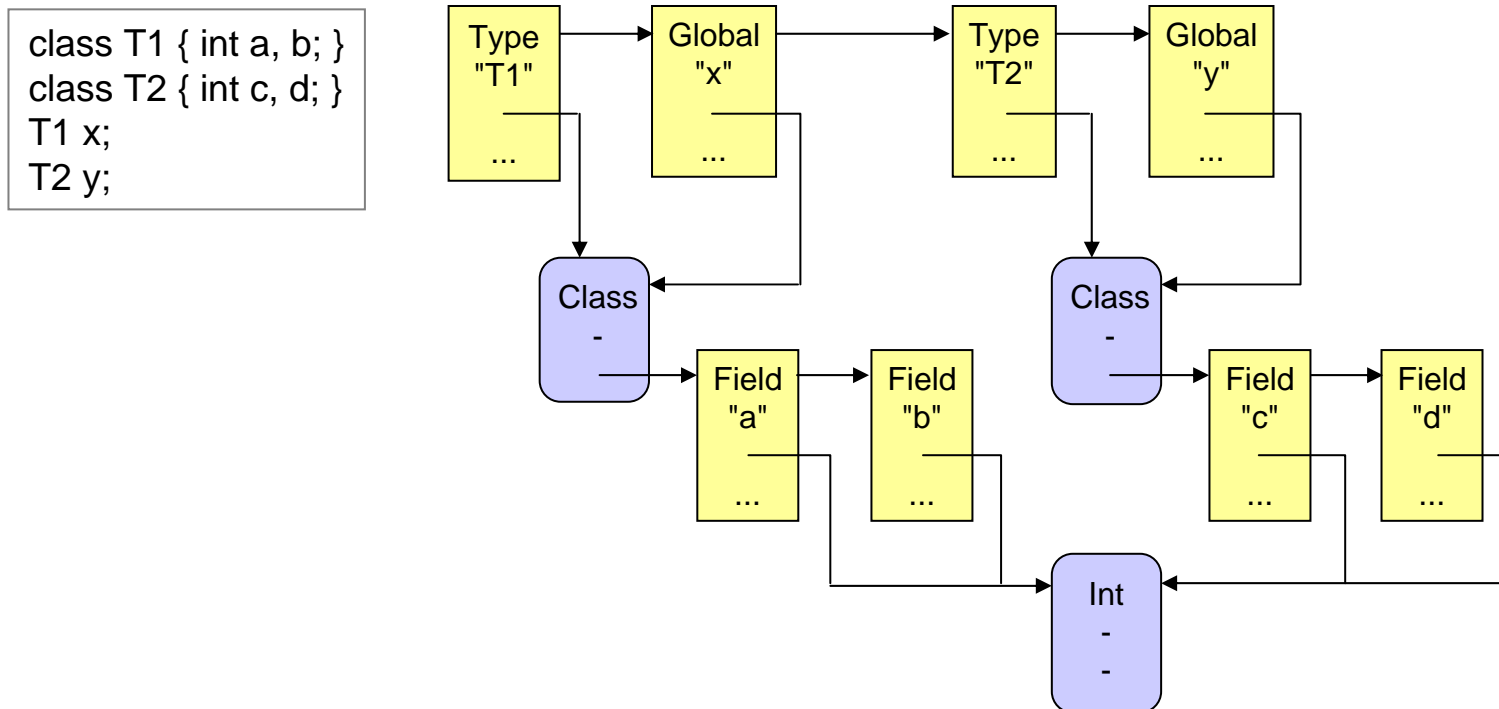 class T1 { int a, b; }
class T2 { int c, d; }
T1 x;
T2 y;
Type
"T1"
...
Global
"x"
...
Type
"T2"
...
Global
"y"
...
Class
-
Class
-
Field
"a"
...
Field
"b"
...
Field
"c"
...
Field
"d"
...
Int
-
-